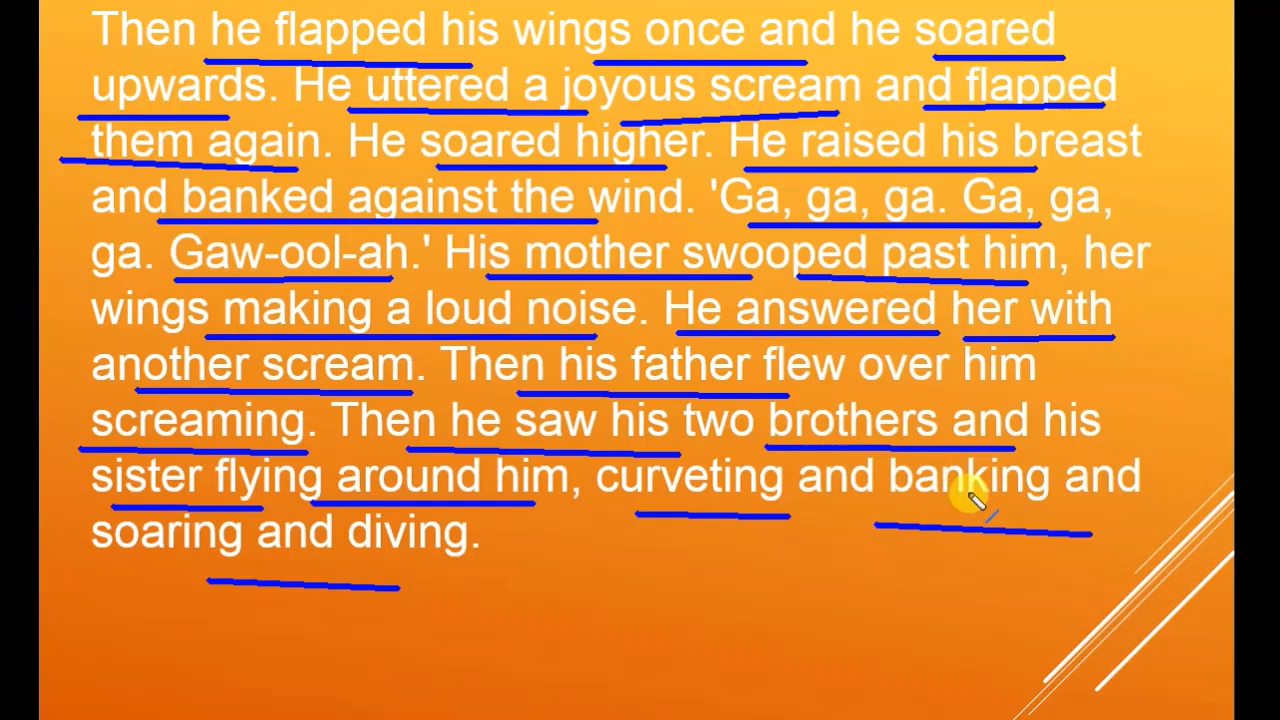 Then he flapped his wings once and he soared
upwards. He uttered a joyous scream and flapped
them again. He soared higher. He raised his breast
and banked against the wind. 'Ga, ga, ga. Ga, ga,
ga. Gaw-ool-ah.' His mother swooped past him, her
wings making a loud noise. He answered her with
another scream. Then his father flew over him
screaming. Then he saw his two brothers and his
sister flying around him, curveting and banking and
soaring and diving.